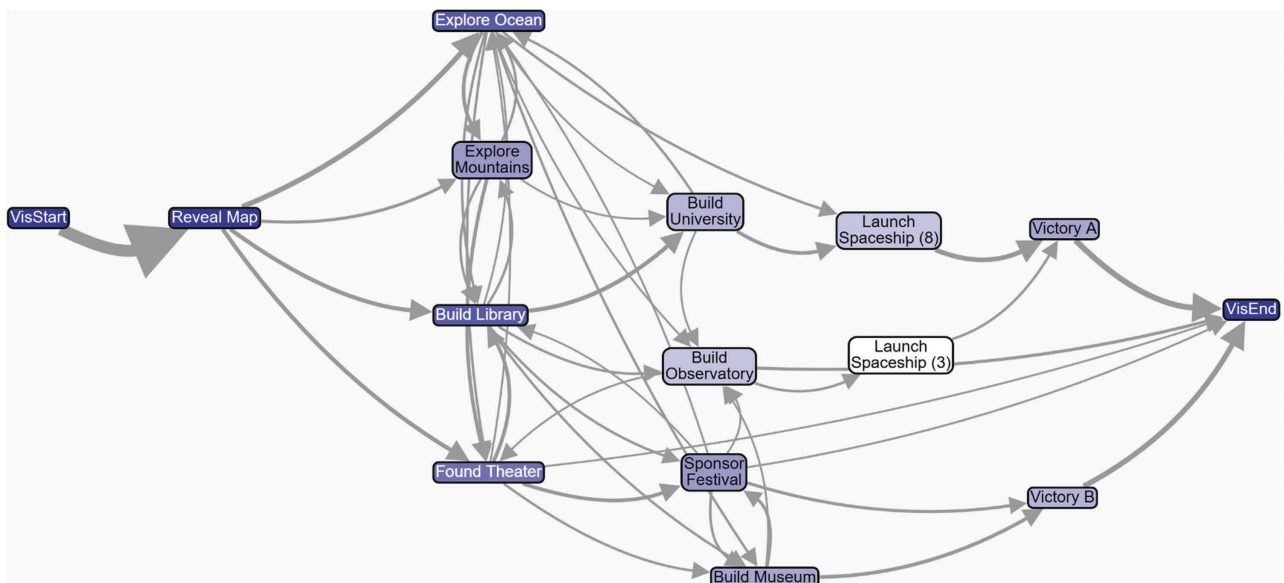 Explore Ocean
Explore
Mountains
VisStart
Reveal Map
Build
University
Launch
Spaceship (8)
Victory A
Build Library
VisEnd
Build
Observatory
Launch
Spaceship (3)
Found Theater
Sponsor
Festival
Victory B
Build Museum